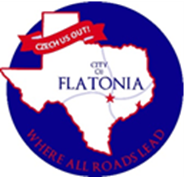 CZECH US OUT!
CITY
OF
FLATONIA
WHERE ALL ROADS LEAD